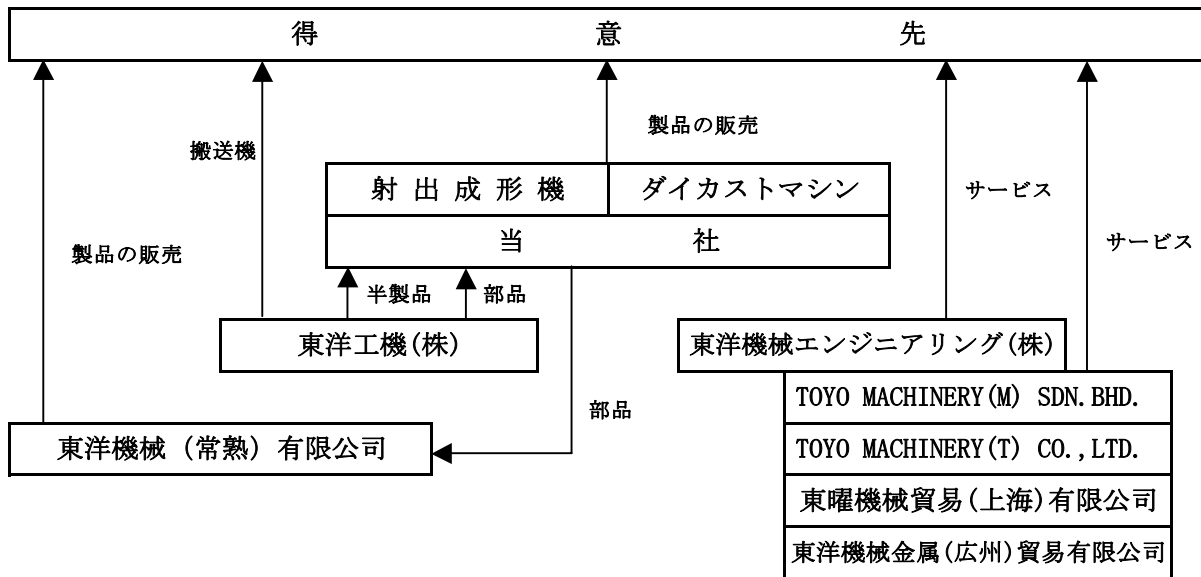 得意先
製品の販売
搬送機
射出成形機 ダイカストマシン
サービス
当社
サービス
製品の販売
半製品 部品
東洋工機(株)
東洋機械エンジニアリング(株)
TOYO MACHINERY(M) SDN.BHD.
部品
東洋機械(常熟)有限公司
TOYO MACHINERY(T) CO.,LTD.
東曜機械貿易(上海)有限公司
東洋機械金属(広州)貿易有限公司